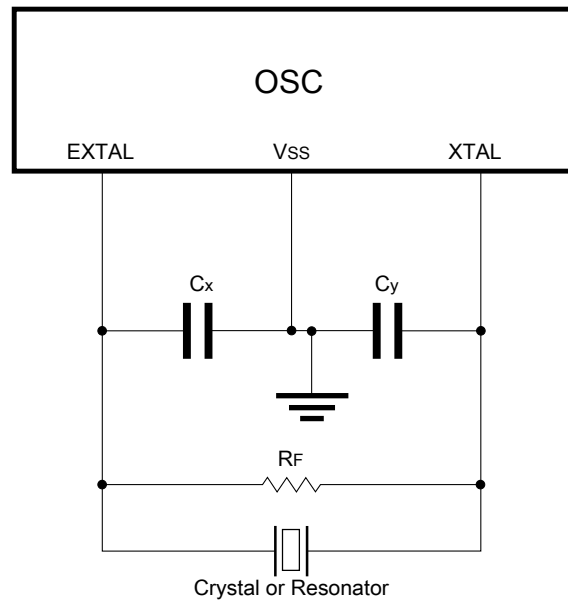 OSC
EXTAL VSS XTAL
Cx Cy
RF
Crystal or Resonator